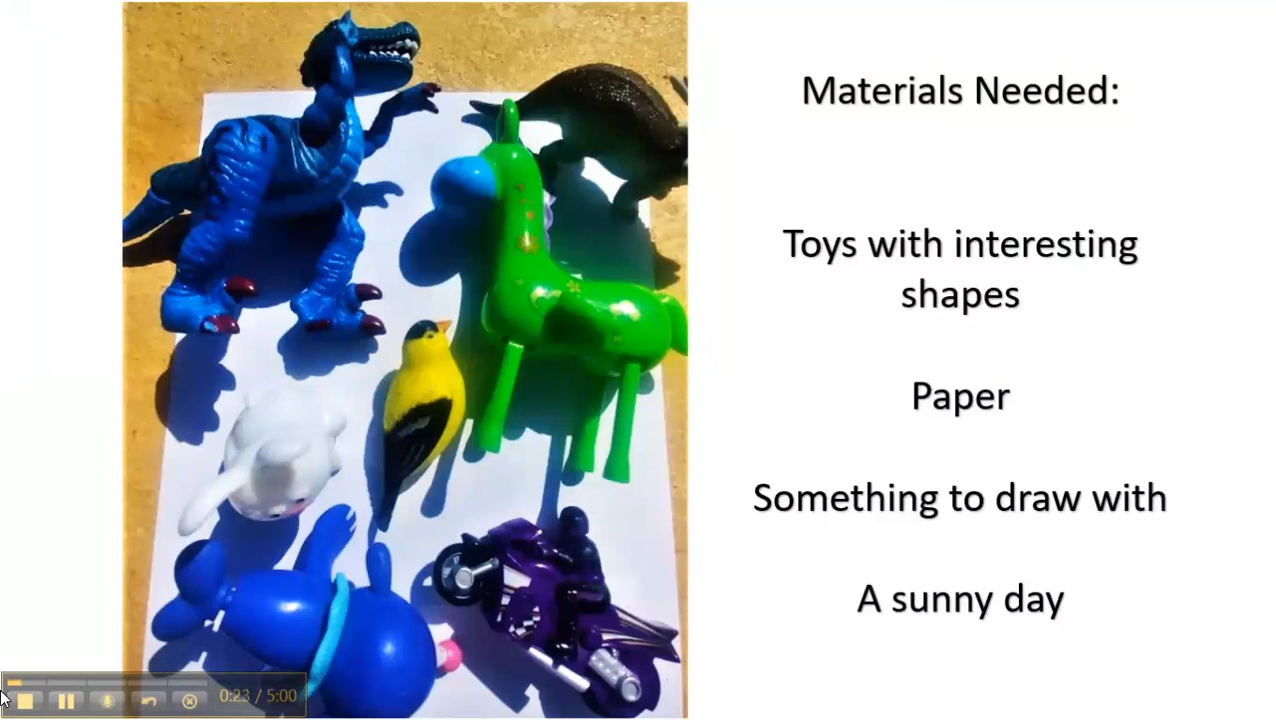 Materials Needed:
Toys with interesting
shapes
Paper
Something to draw with
A sunny day
0:23 / 5:00